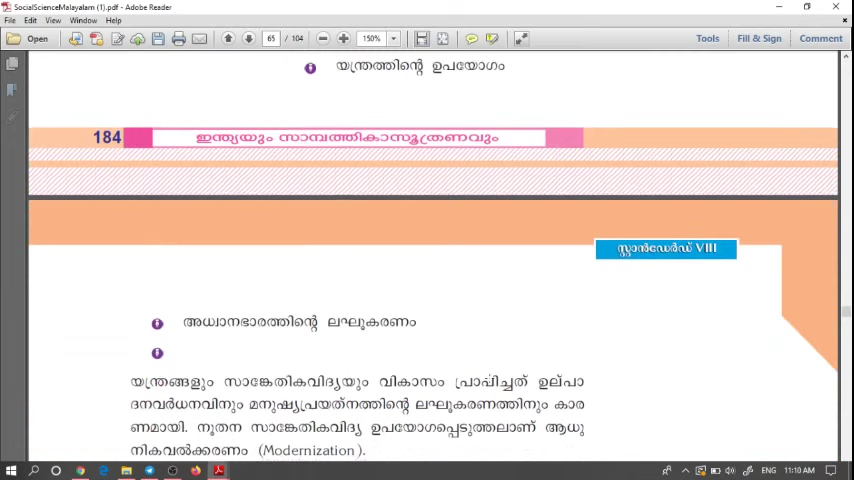 SocialScienceMalayalam (1).pdf - Adobe Reader
File Edit View Window Help
Open 65 / 104 150% Tools Fill & Sign Comment
യന്ത്രത്തിന്റെ ഉപയോഗം
184 ഇന്ത്യയും സാമ്പത്തികാസൂത്രണവും
സ്റ്റാൻഡേർഡ് VIII
അധ്വാനഭാരത്തിന്റെ ലഘൂകരണം
യന്ത്രങ്ങളും സാങ്കേതികവിദ്യയും വികാസം പ്രാപിച്ചത് ഉല്പാ
ദനവർധനവിനും മനുഷ്യപ്രയത്നത്തിന്റെ ലഘൂകരണത്തിനും കാര
ണമായി. നൂതന സാങ്കേതികവിദ്യ ഉപയോഗപ്പെടുത്തലാണ് ആധു
നികവൽക്കരണം (Modernization).
ENG 11:10 AM